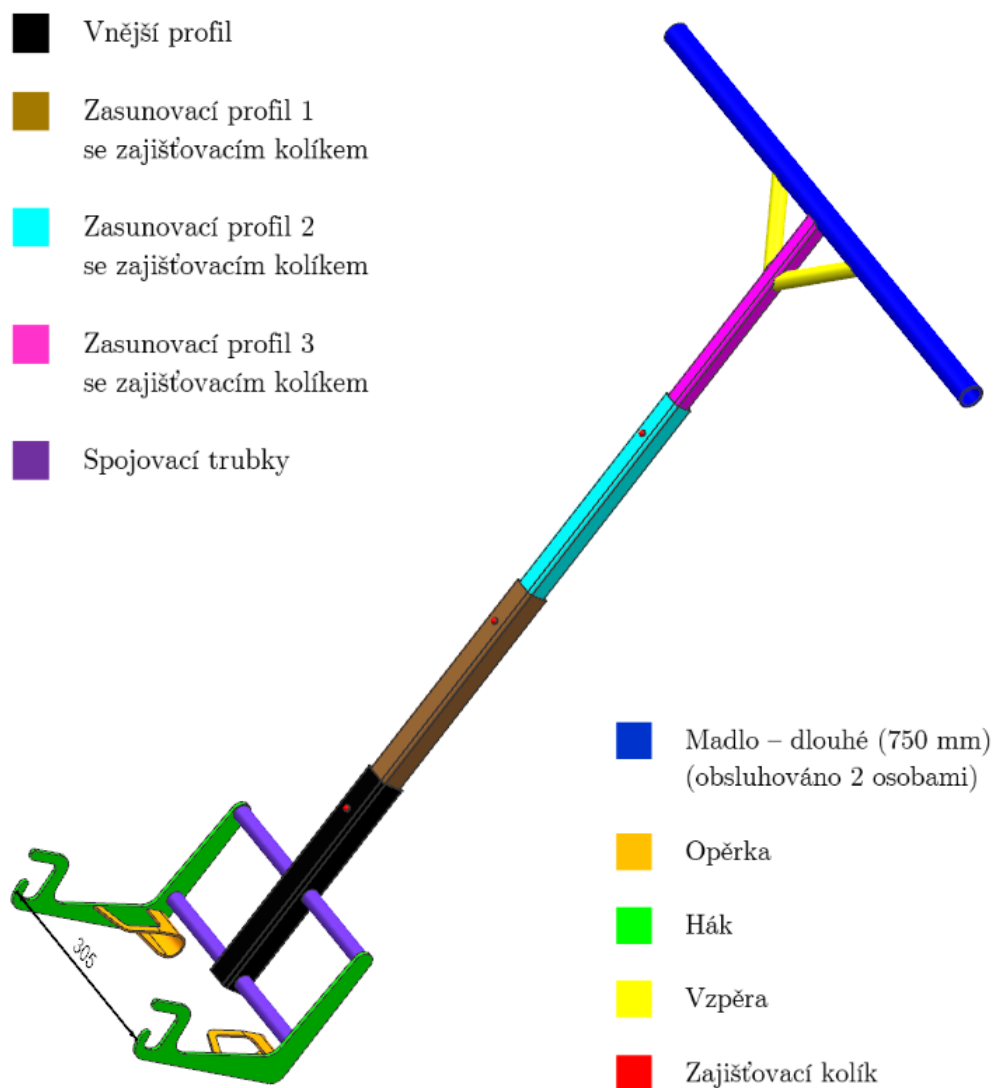 Vnější profil
Zasunovací profil 1
se zajišťovacím kolíkem
Zasunovací profil 2
se zajišťovacím kolíkem
Zasunovací profil 3
se zajišťovacím kolíkem
Spojovací trubky
305
Madlo – dlouhé (750 mm)
(obsluhováno 2 osobami)
Opěrka
Hák
Vzpěra
Zajišťovací kolík